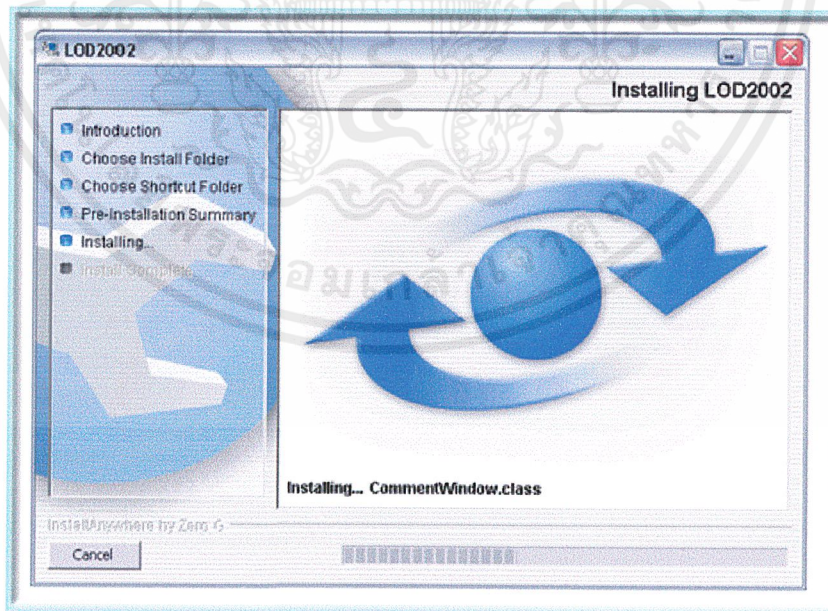 LOD2002
Installing LOD2002
Introduction
Choose Install Folder
Choose Shortcut Folder
Pre-Installation Summary
Installing...
Install Complete
Installing... CommentWindow.class
InstallAnywhere by Zero G
Cancel